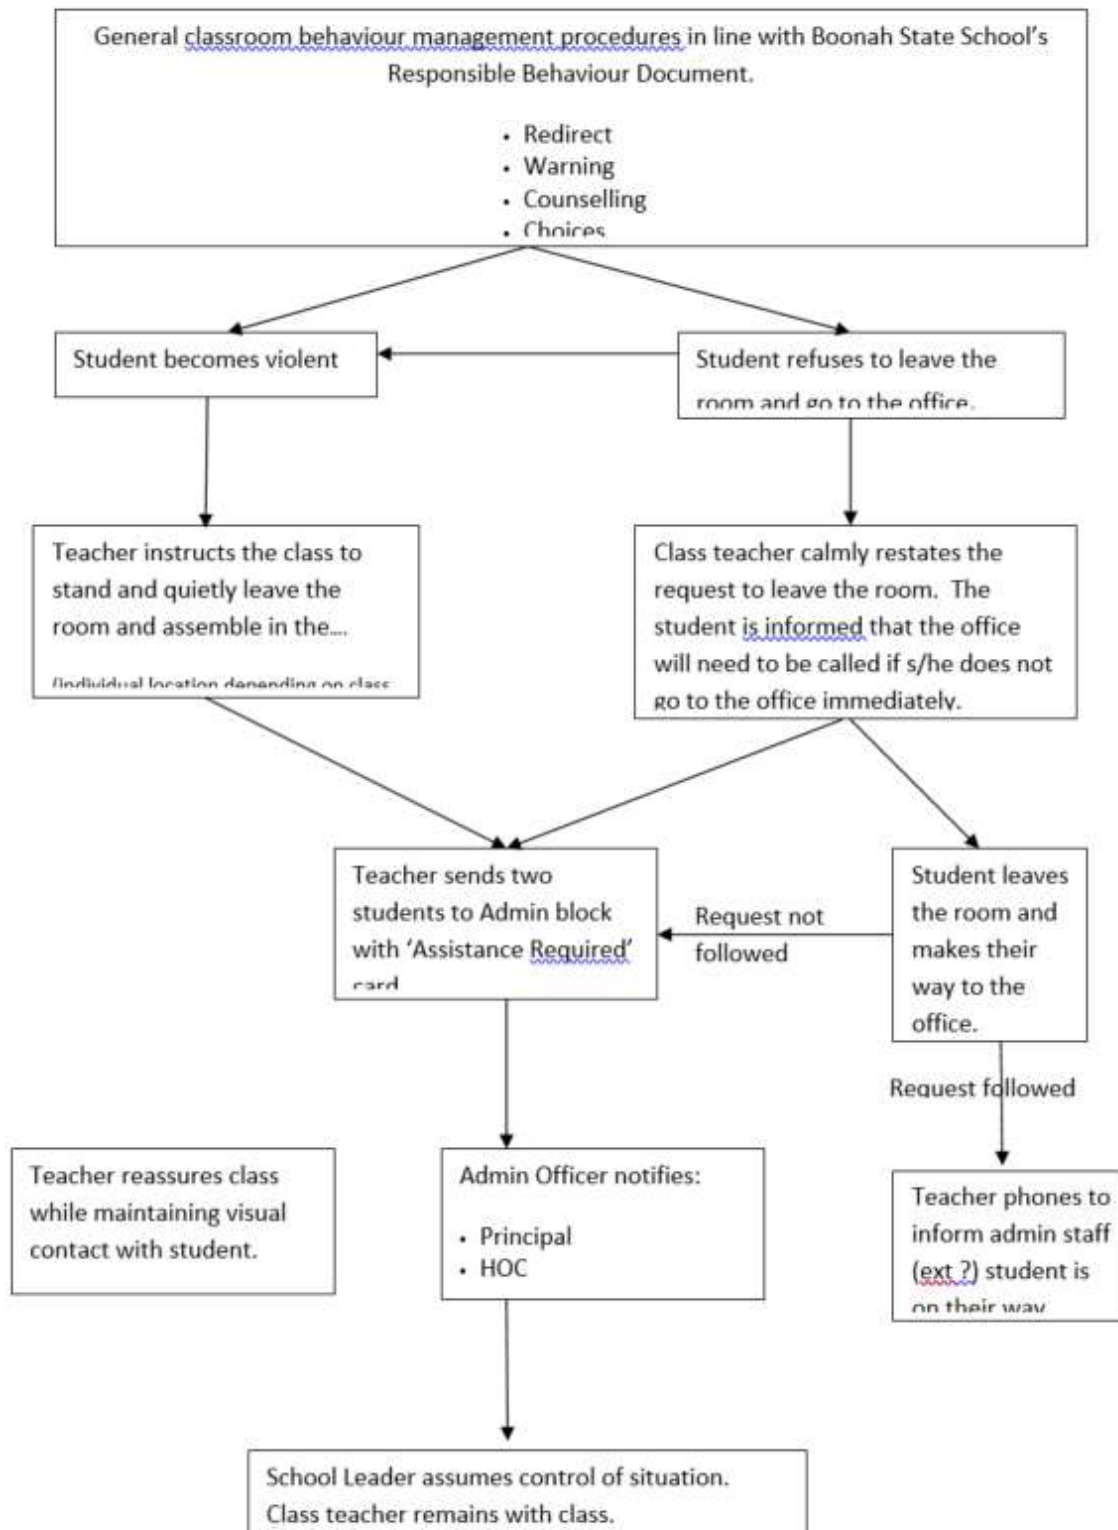 General classroom behaviour management procedures in line with Boonah State School's
Responsible Behaviour Document.
• Redirect
• Warning
• Counselling
• Choices
Student becomes violent
Student refuses to leave the
room and go to the office.
Teacher instructs the class to
stand and quietly leave the
room and assemble in the....
(individual location depending on class
Class teacher calmly restates the
request to leave the room.  The
student is informed that the office
will need to be called if s/he does not
go to the office immediately.
Teacher sends two
students to Admin block
with 'Assistance Required'
card
Request not
followed
Student leaves
the room and
makes their
way to the
office.
Request followed
Teacher reassures class
while maintaining visual
contact with student.
Admin Officer notifies:
• Principal
• HOC
Teacher phones to
inform admin staff
(ext ?) student is
on their way
School Leader assumes control of situation.
Class teacher remains with class.